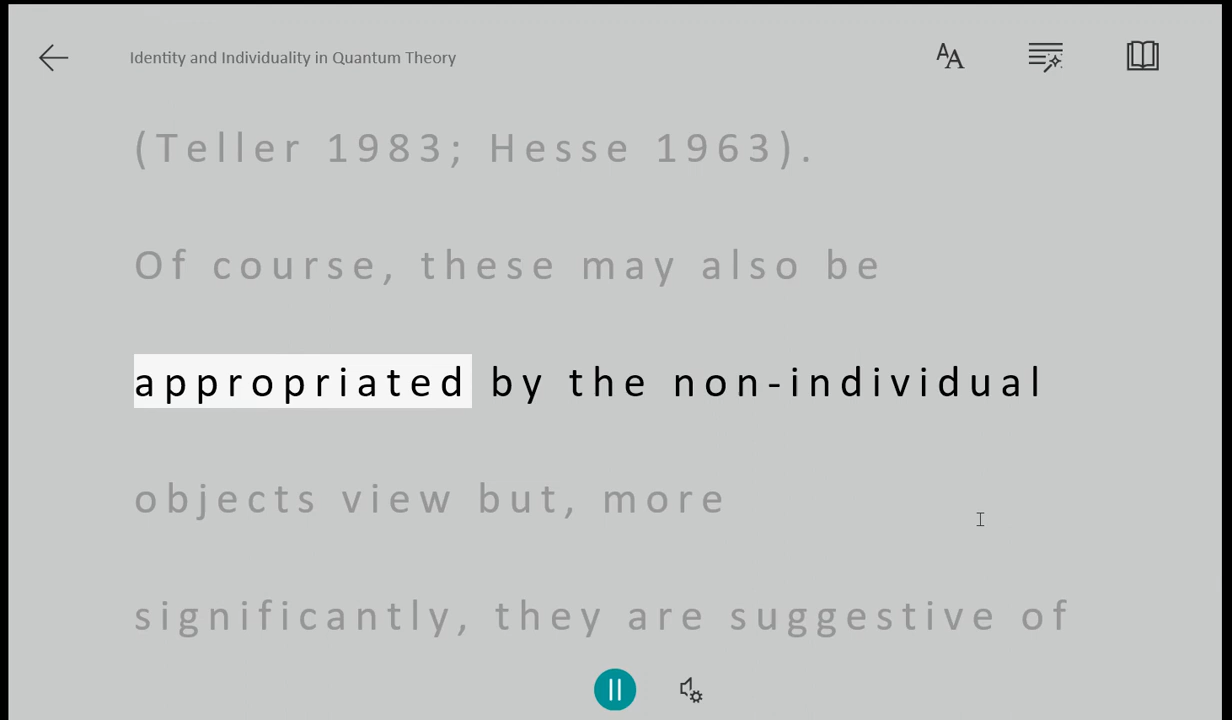 Identity and Individuality in Quantum Theory
(Teller 1983; Hesse 1963).
Of course, these may also be
appropriated by the non-individual
objects view but, more
significantly, they are suggestive of